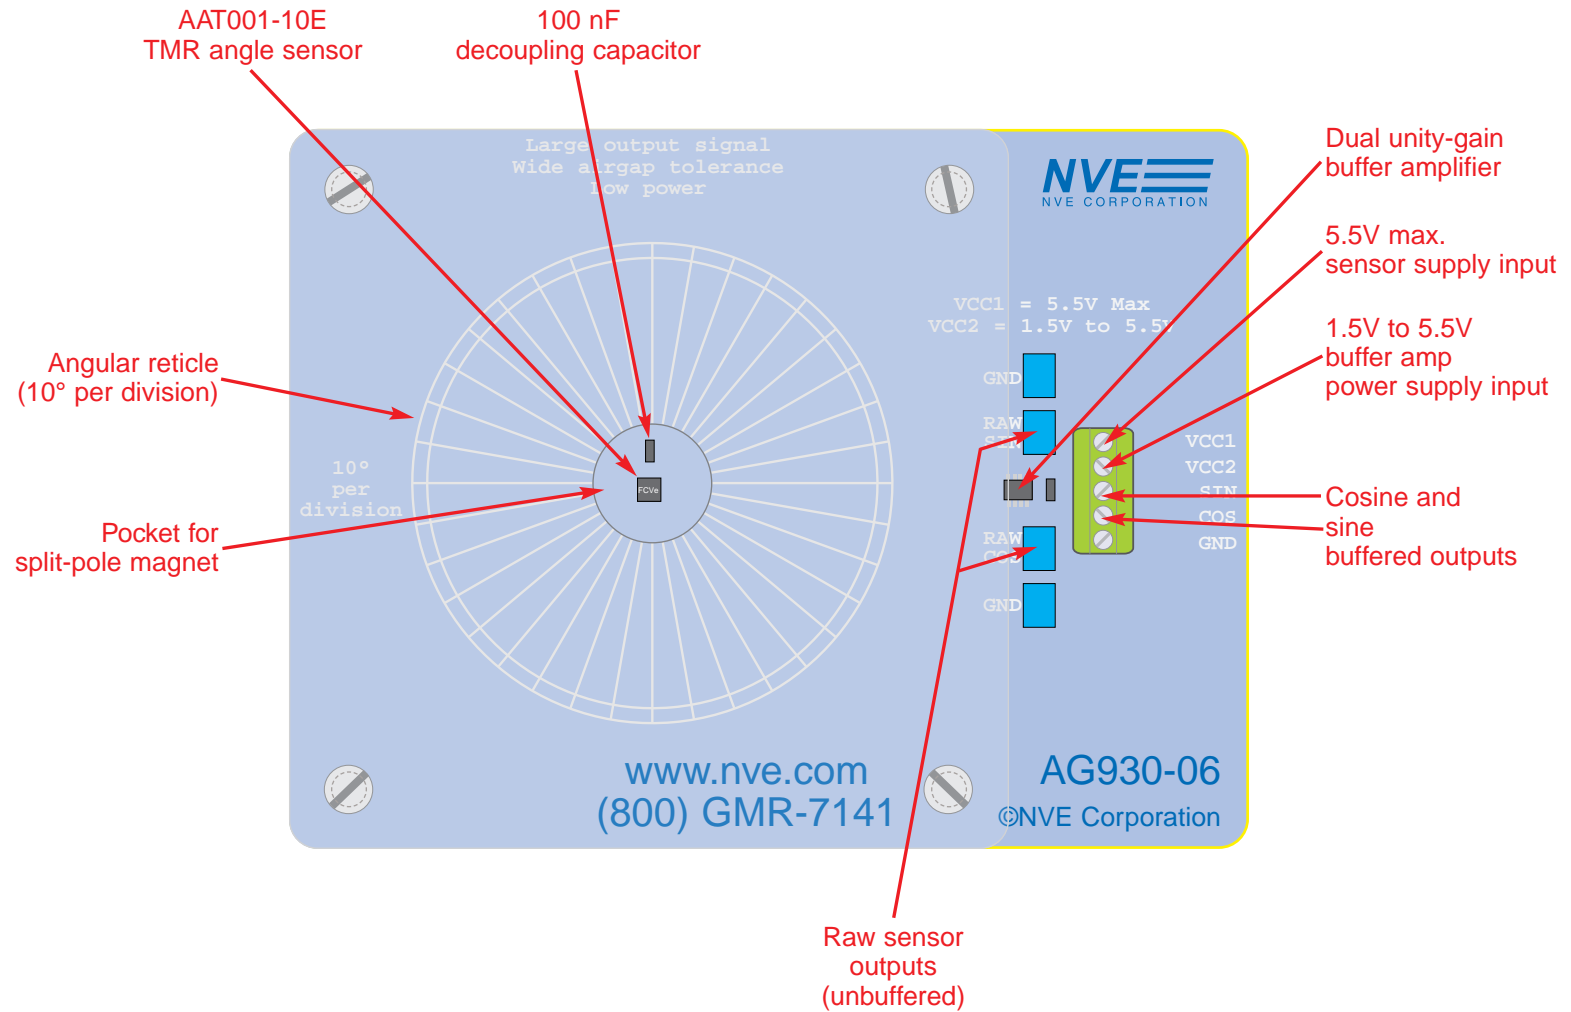 AAT001-10E
TMR angle sensor
100 nF
decoupling capacitor
Large output signal
Wide airgap tolerance
Low power
NVE
NVE CORPORATION
Dual unity-gain
buffer amplifier
5.5V max.
sensor supply input
VCC1 = 5.5V Max
VCC2 = 1.5V to 5.5V
1.5V to 5.5V
buffer amp
power supply input
Angular reticle
(10° per division)
GND
RAW
SIN
VCC1
VCC2
SIN
COS
GND
10°
per
division
FCVe
Cosine and
sine
buffered outputs
Pocket for
split-pole magnet
RAW
COS
GND
www.nve.com
(800) GMR-7141
AG930-06
©NVE Corporation
Raw sensor
outputs
(unbuffered)